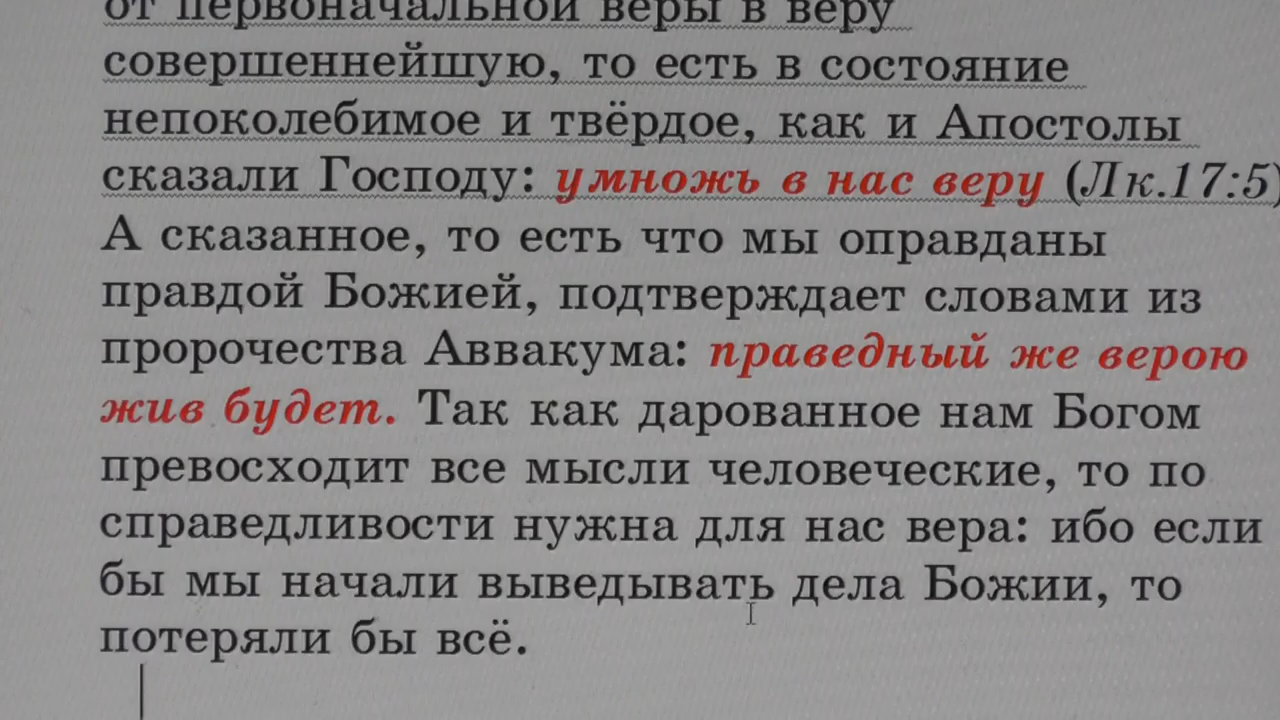 от первоначальной веры в веру
совершеннейшую, то есть в состояние
непоколебимое и твёрдое, как и Апостолы
сказали Господу: умножь в нас веру (Лк.17:5)
А сказанное, то есть что мы оправданы
правдой Божией, подтверждает словами из
пророчества Аввакума: праведный же верою
жив будет. Так как дарованное нам Богом
превосходит все мысли человеческие, то по
справедливости нужна для нас вера: ибо если
бы мы начали выведывать дела Божии, то
потеряли бы всё.